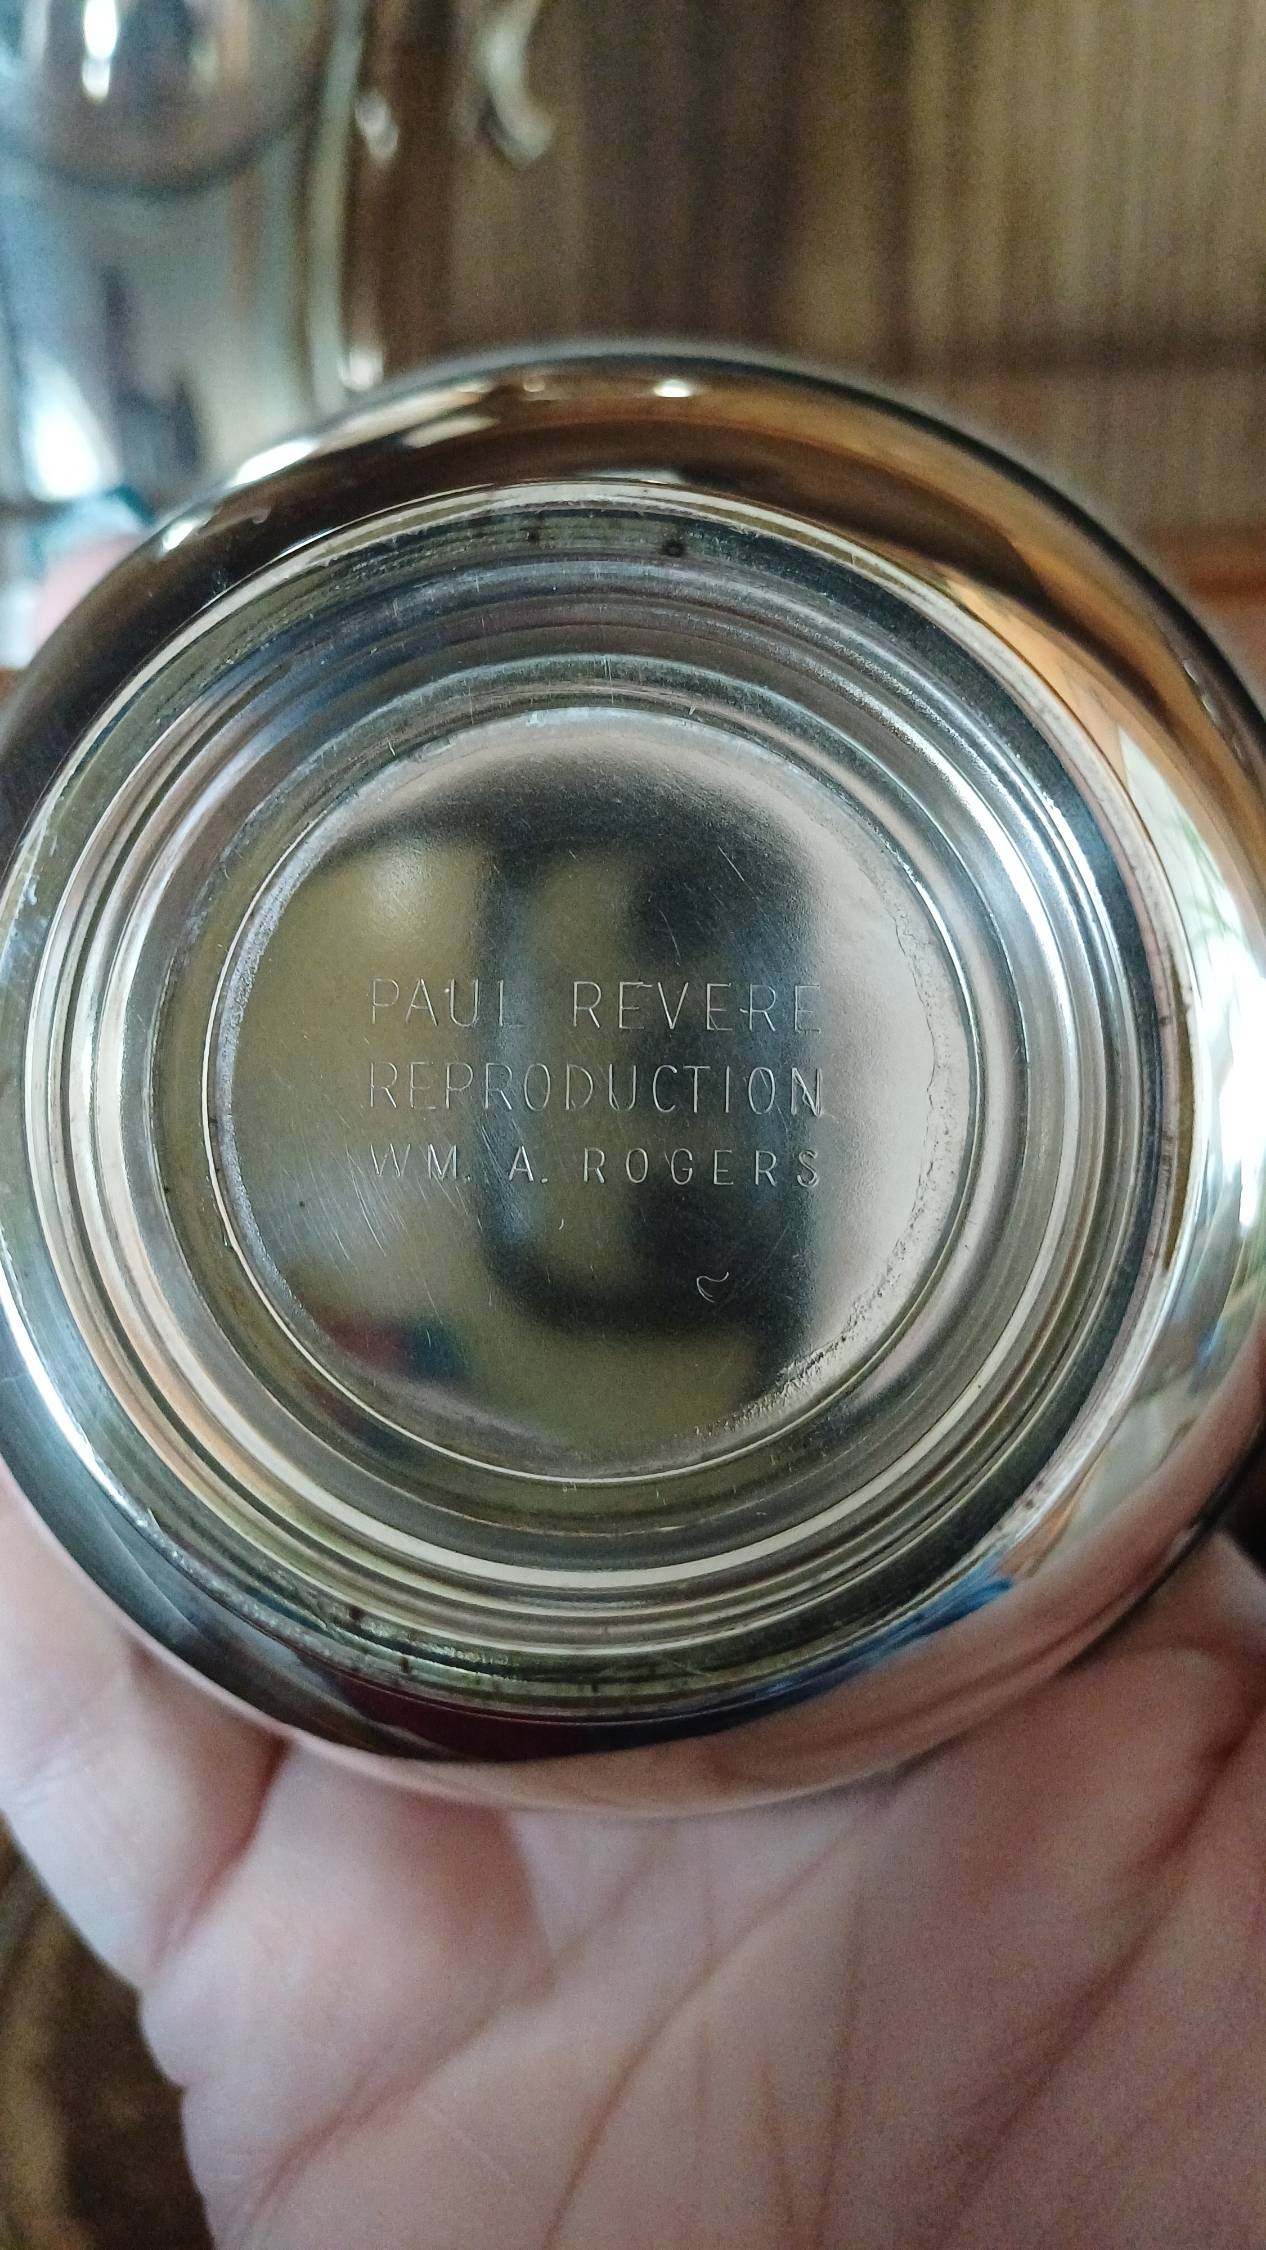 PAUL REVERE
REPRODUCTION
WM. A. ROGERS